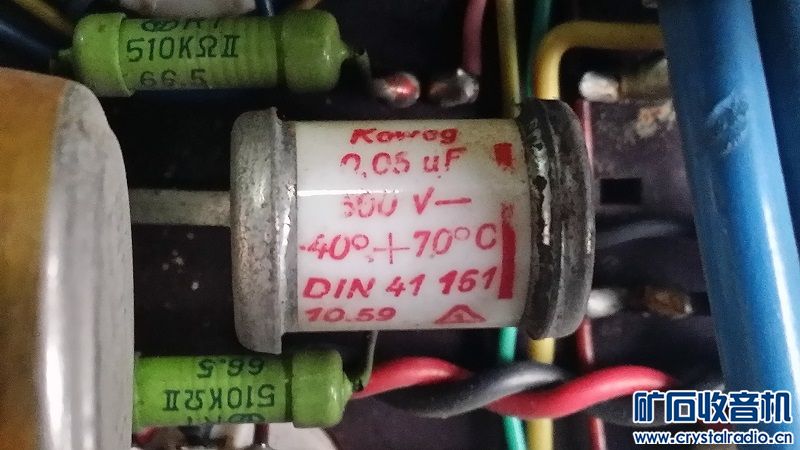 510KΩII
66.5
Kowog
0,05 uF
V—
-40°+70°C
DIN 41 161
10.59
66.5
510KΩII
矿石收音机
www.crystalradio.cn